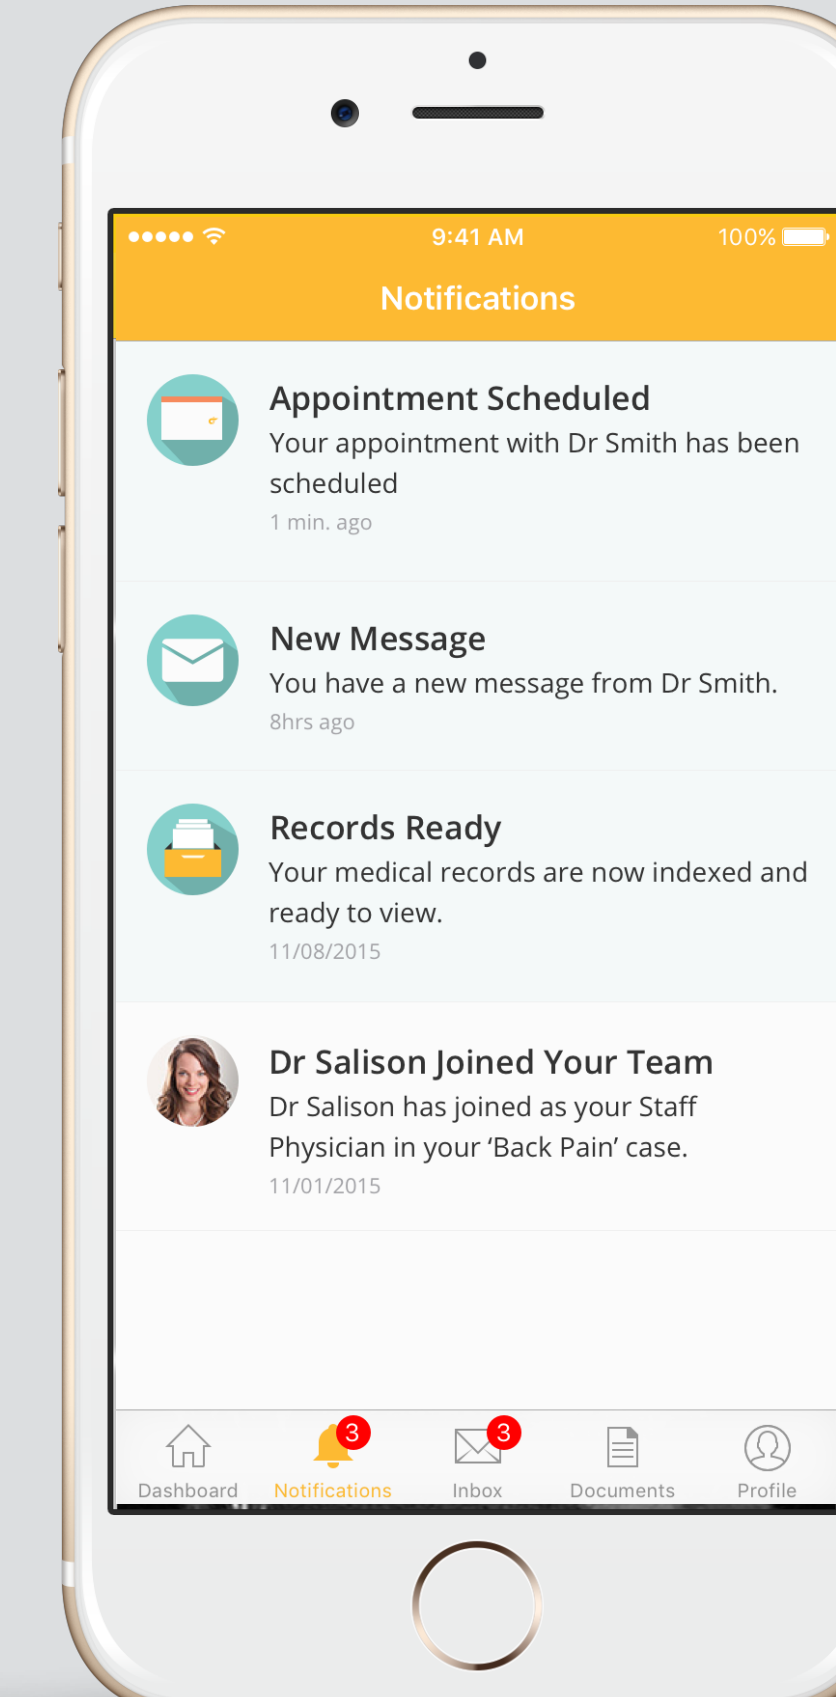 9:41 AM
100%
Notifications
Appointment Scheduled
Your appointment with Dr Smith has been
scheduled
1 min. ago
New Message
You have a new message from Dr Smith.
8hrs ago
Records Ready
Your medical records are now indexed and
ready to view.
11/08/2015
Dr Salison Joined Your Team
Dr Salison has joined as your Staff
Physician in your ‘Back Pain’ case.
11/01/2015
3
3
Dashboard
Notifications
Inbox
Documents
Profile